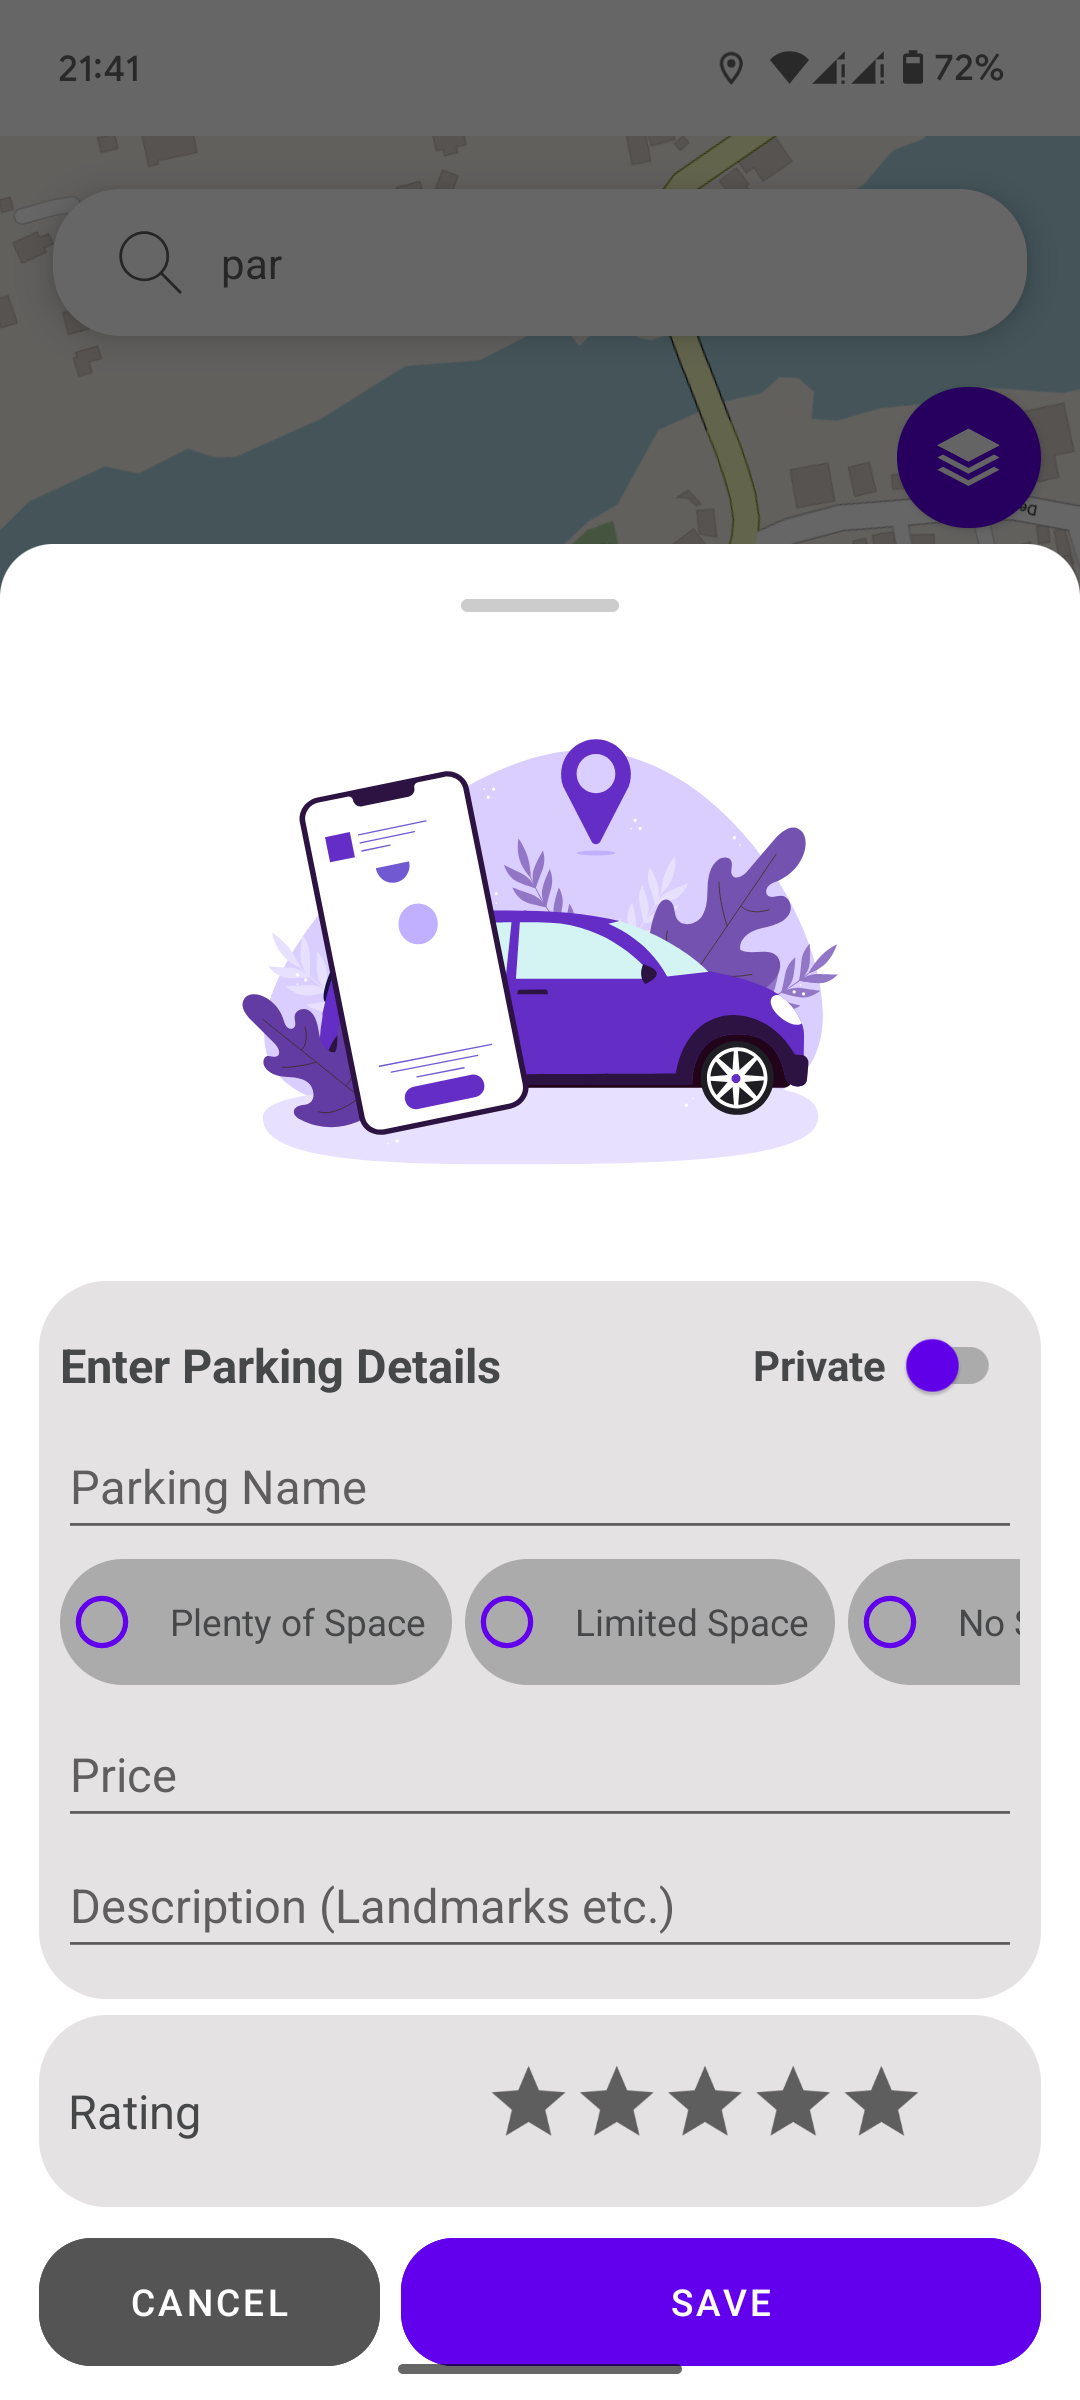 21:41
72%
par
Enter Parking Details
Private
Parking Name
Plenty of Space
Limited Space
No
Price
Description (Landmarks etc.)
Rating
CANCEL
SAVE